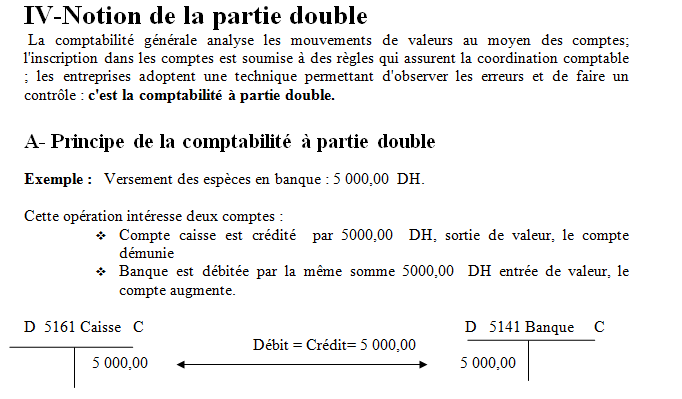 IV-Notion de la partie double
La comptabilité générale analyse les mouvements de valeurs au moyen des comptes;
l'inscription dans les comptes est soumise à des règles qui assurent la coordination comptable
; les entreprises adoptent une technique permettant d'observer les erreurs et de faire un
contrôle : c'est la comptabilité à partie double.
A- Principe de la comptabilité à partie double
Exemple : Versement des espèces en banque : 5 000,00 DH.
Cette opération intéresse deux comptes :
❖ Compte caisse est crédité par 5000,00 DH, sortie de valeur, le compte
démunie
❖ Banque est débitée par la même somme 5000,00 DH entrée de valeur, le
compte augmente.
D 5161 Caisse C
D 5141 Banque C
Débit = Crédit= 5 000,00
5 000,00
5 000,00